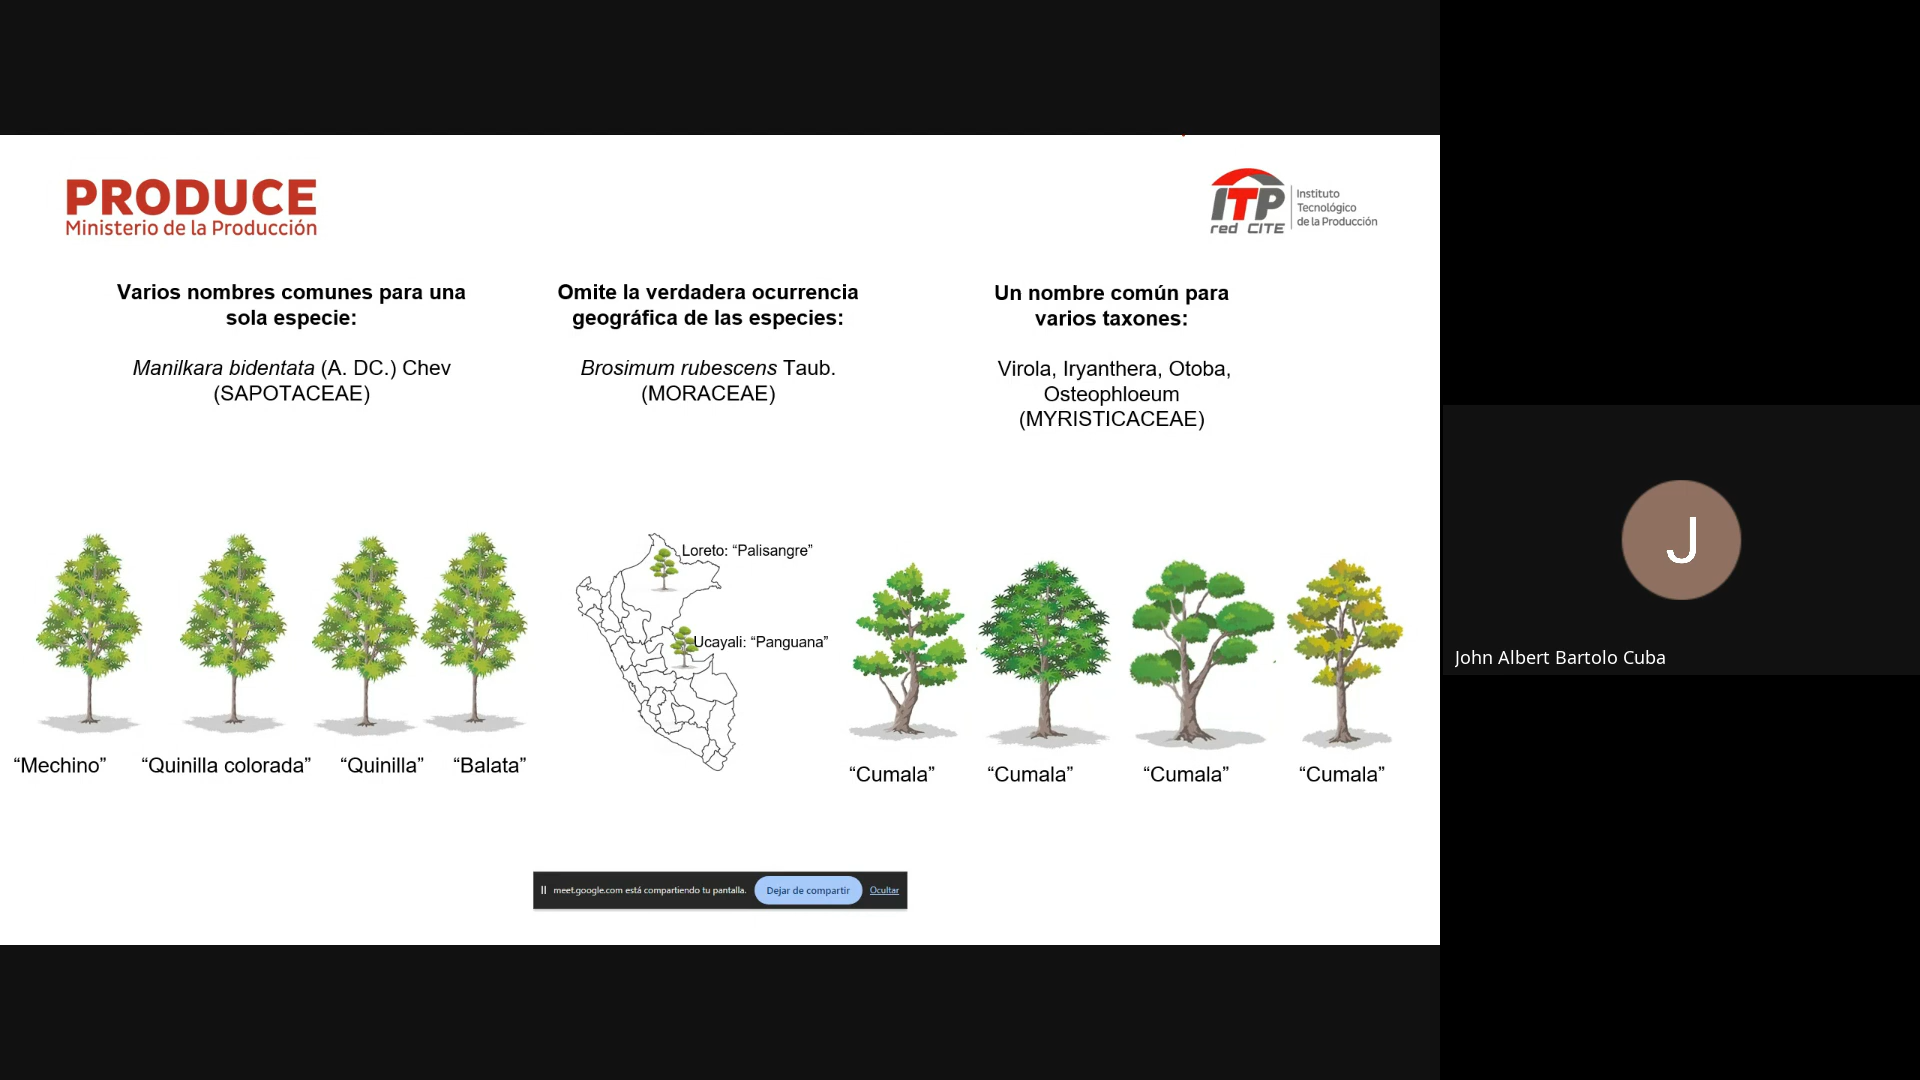 PRODUCE
Ministerio de la Producción
ITP
red CITE
Instituto
Tecnológico
de la Producción
Varios nombres comunes para una
sola especie:
Manilkara bidentata (A. DC.) Chev
(SAPOTACEAE)
Omite la verdadera ocurrencia
geográfica de las especies:
Brosimum rubescens Taub.
(MORACEAE)
Un nombre común para
varios taxones:
Virola, Iryanthera, Otoba,
Osteophloeum
(MYRISTICACEAE)
“Mechino” “Quinilla colorada” “Quinilla” “Balata”
Loreto: “Palisangre”
Ucayali: “Panguana”
“Cumala” “Cumala” “Cumala” “Cumala”
meet.google.com está compartiendo tu pantalla. Dejar de compartir Ocultar
J
John Albert Bartolo Cuba